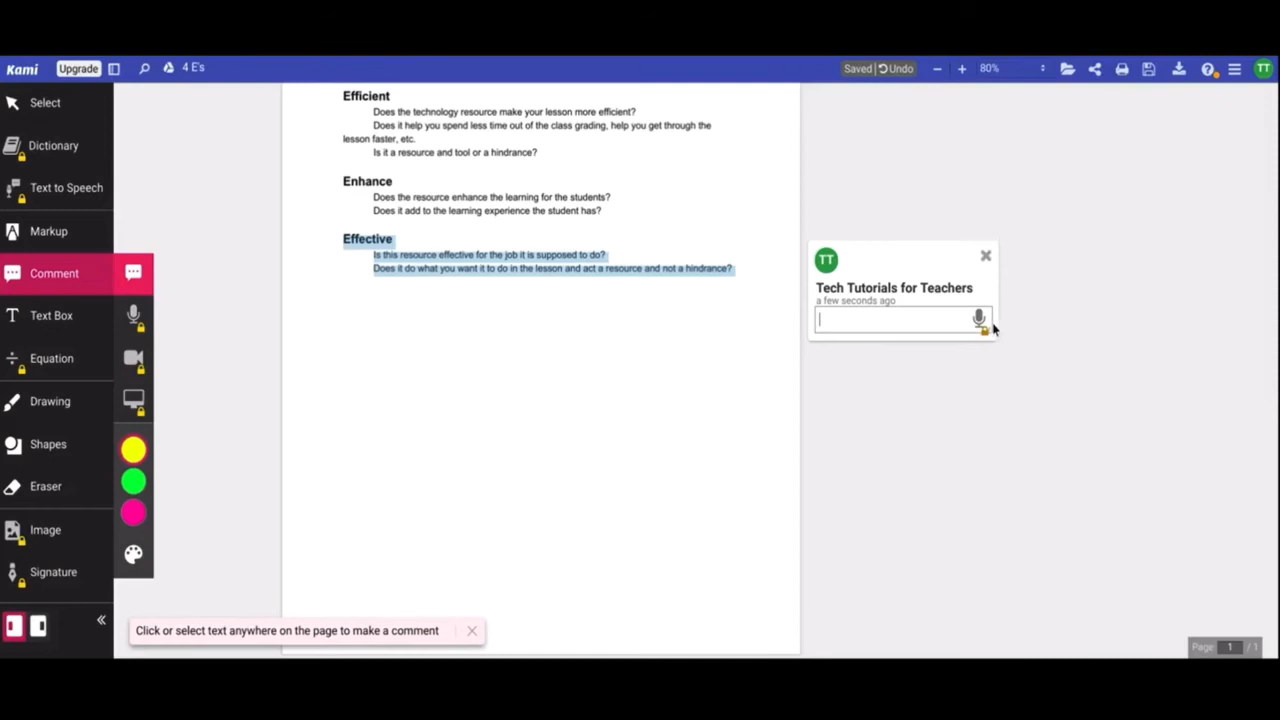 Kami Upgrade 4 E's Saved Undo 80% TT
Select
Dictionary
Text to Speech
Markup
Comment
Text Box
Equation
Drawing
Shapes
Eraser
Image
Signature
Efficient
Does the technology resource make your lesson more efficient?
Does it help you spend less time out of the class grading, help you get through the
lesson faster, etc.
Is it a resource and tool or a hindrance?
Enhance
Does the resource enhance the learning for the students?
Does it add to the learning experience the student has?
Effective
Is this resource effective for the job it is supposed to do?
Does it do what you want it to do in the lesson and act a resource and not a hindrance?
TT
Tech Tutorials for Teachers
a few seconds ago
Click or select text anywhere on the page to make a comment
Page 1 / 1